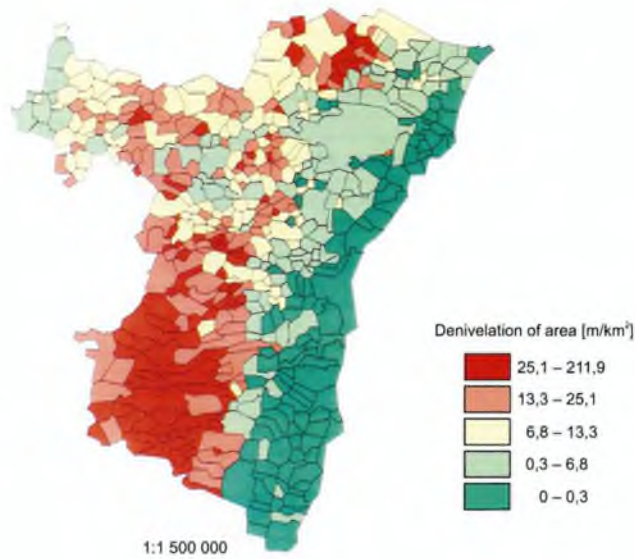 Denivelation of area [m/km²]
25,1 – 211,9
13,3 – 25,1
6,8 – 13,3
0,3 – 6,8
0 – 0,3
1:1 500 000